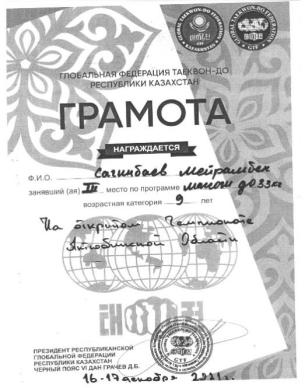 ГЛОБАЛЬНАЯ ФЕДЕРАЦИЯ ТАЕКВОН-ДО
РЕСПУБЛИКИ КАЗАХСТАН
ГРАМОТА
НАГРАЖДАЕТСЯ
Ф.И.О. Сагинбаев Мейрамбек
занявший (ая) III место по программе до 33 кг
возрастная категория 9 лет
На открытом Чемпионате
Актюбинской Области
ПРЕЗИДЕНТ РЕСПУБЛИКАНСКОЙ
ГЛОБАЛЬНОЙ ФЕДЕРАЦИИ
РЕСПУБЛИКИ КАЗАХСТАН
ЧЕРНЫЙ ПОЯС VI ДАН ГРАЧЕВ Д.Б.
16-17 декабря 2021г